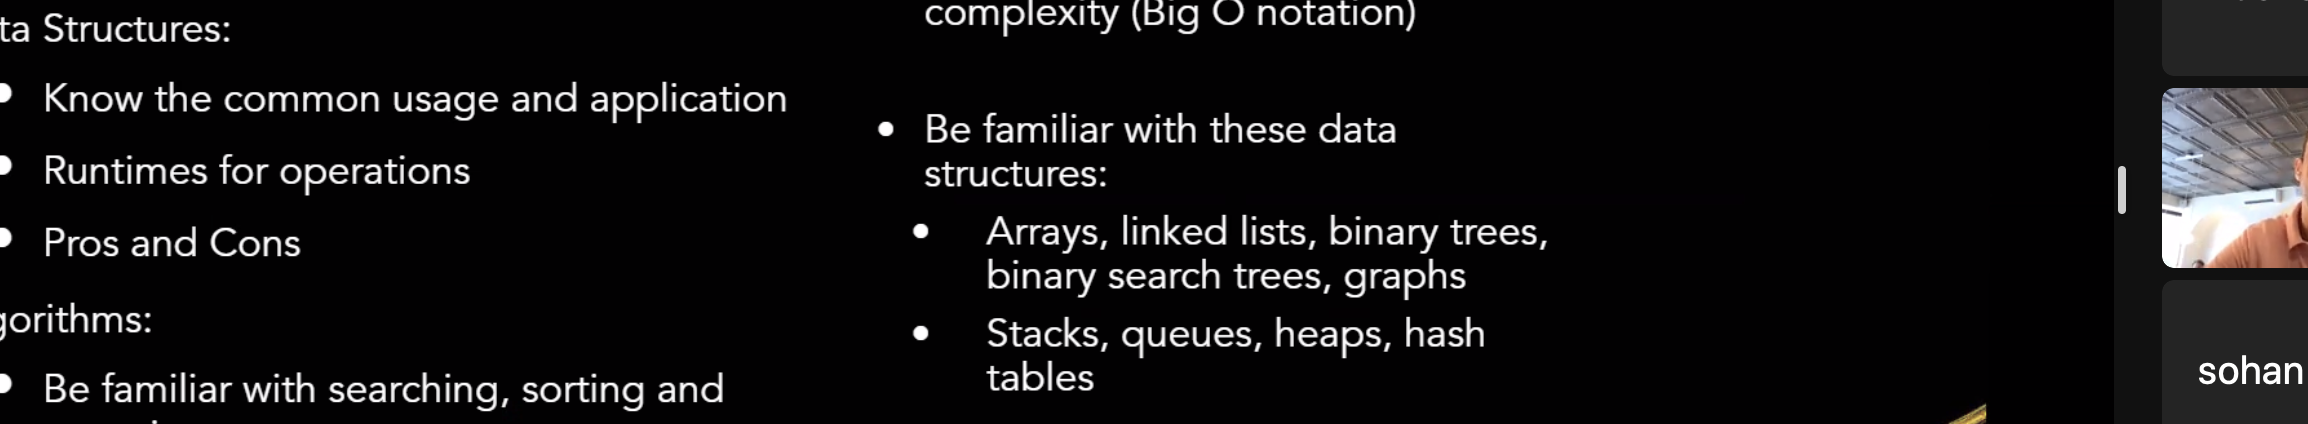 ta Structures:
• Know the common usage and application
• Runtimes for operations
• Pros and Cons
gorithms:
• Be familiar with searching, sorting and
complexity (Big O notation)
• Be familiar with these data
structures:
• Arrays, linked lists, binary trees,
binary search trees, graphs
• Stacks, queues, heaps, hash
tables
sohan